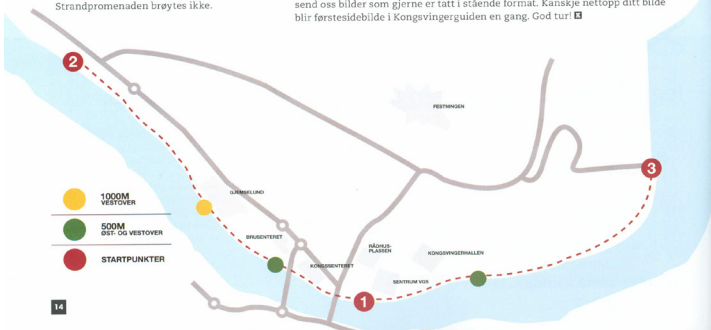 Strandpromenaden brøytes ikke.
send oss bilder som gjerne er tatt i stående format. Kanskje nettopp ditt bilde
blir førstesidebilde i Kongsvingerguiden en gang. God tur! K
2
FESTNINGEN
3
1000M
VESTOVER
GJEMSELUND
500M
ØST- OG VESTOVER
BRUSENTERET
RÅDHUS-
PLASSEN
KONGSVINGERHALLEN
STARTPUNKTER
KONGSSENTERET
SENTRUM VGS
1
14